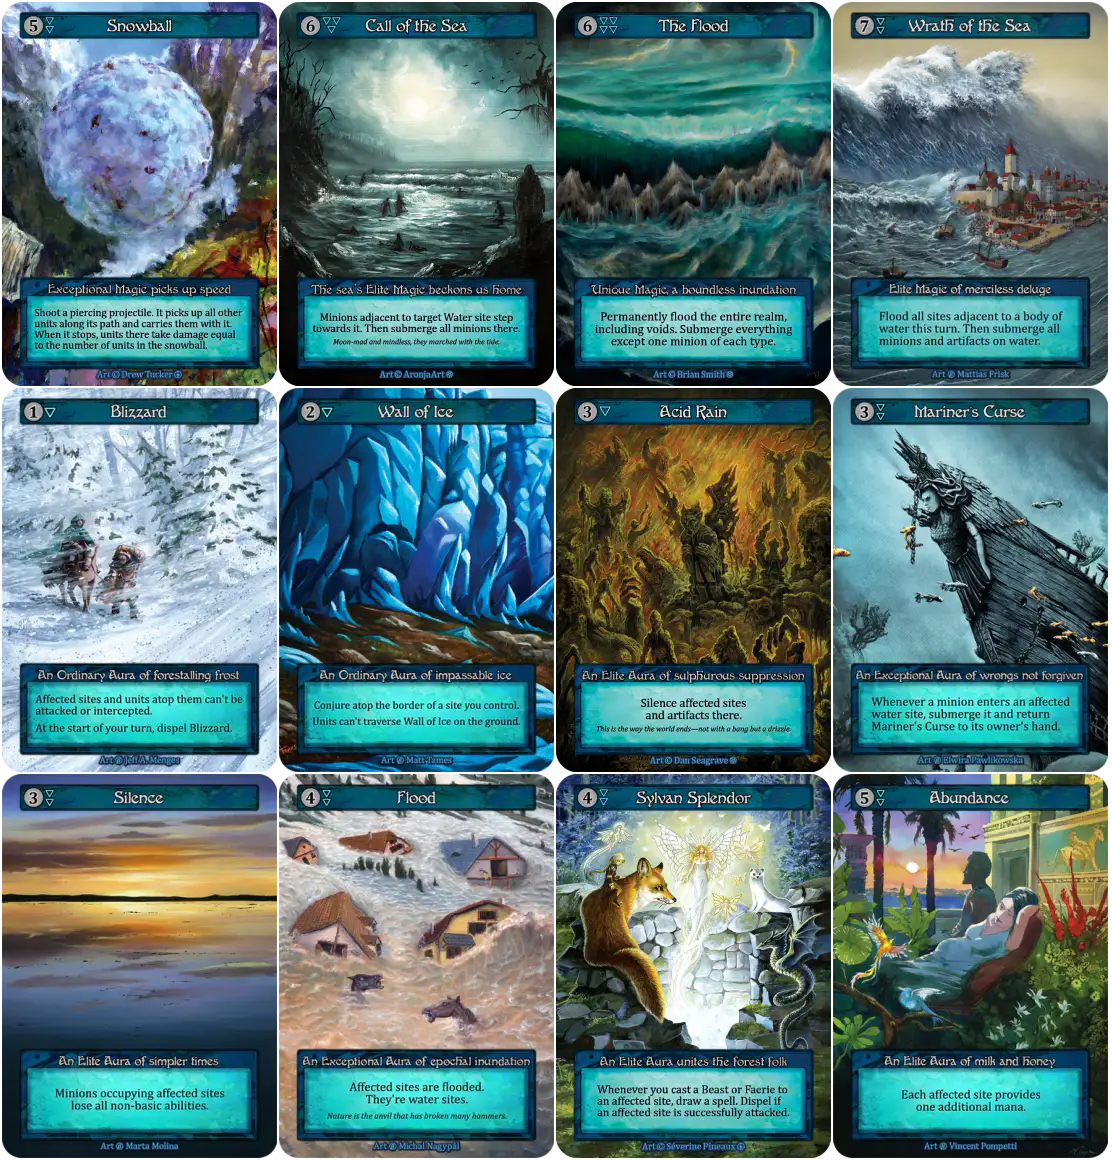 5 Snowball
Exceptional Magic picks up speed
Shoot a piercing projectile. It picks up all other
units along its path and carries them with it.
When it stops, units there take damage equal
to the number of units in the snowball.
Art © Drew Tucker
6 Call of the Sea
The sea's Elite Magic beckons us home
Minions adjacent to target Water site step
towards it. Then submerge all minions there.
Moon-mad and mindless, they marched with the tide.
Art © AronjaArt
6 The Flood
Unique Magic, a boundless inundation
Permanently flood the entire realm,
including voids. Submerge everything
except one minion of each type.
Art © Brian Smith
7 Wrath of the Sea
Elite Magic of merciless deluge
Flood all sites adjacent to a body of
water this turn. Then submerge all
minions and artifacts on water.
Art @ Mattias Frisk
1 Blizzard
An Ordinary Aura of forestalling frost
Affected sites and units atop them can't be
attacked or intercepted.
At the start of your turn, dispel Blizzard.
Art @ Jeff A. Menges
2 Wall of Ice
An Ordinary Aura of impassable ice
Conjure atop the border of a site you control.
Units can't traverse Wall of Ice on the ground.
Art @ Matt Tames
3 Acid Rain
An Elite Aura of sulphurous suppression
Silence affected sites
and artifacts there.
This is the way the world ends—not with a bang but a drizzle.
Art © Dan Seagrave
3 Mariner's Curse
An Exceptional Aura of wrongs not forgiven
Whenever a minion enters an affected
water site, submerge it and return
Mariner's Curse to its owner's hand.
Art @ Elwira Pawlikowska
3 Silence
An Elite Aura of simpler times
Minions occupying affected sites
lose all non-basic abilities.
Art @ Marta Molina
4 Flood
An Exceptional Aura of epochal inundation
Affected sites are flooded.
They're water sites.
Nature is the anvil that has broken many hammers.
Art @ Michal Nagypál
4 Sylvan Splendor
An Elite Aura unites the forest folk
Whenever you cast a Beast or Faerie to
an affected site, draw a spell. Dispel if
an affected site is successfully attacked.
Art © Séverine Pineaux
5 Abundance
An Elite Aura of milk and honey
Each affected site provides
one additional mana.
Art @ Vincent Pompetti